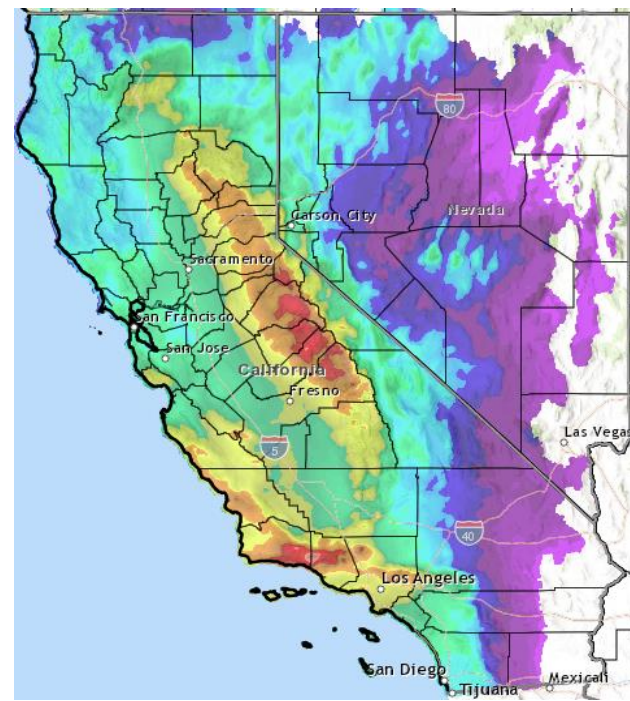 80
Nevada
Carson City
Sacramento
San Francisco
San Jose
California
Fresno
5
Las Vegas
40
Los Angeles
San Diego
Tijuana
Mexicali